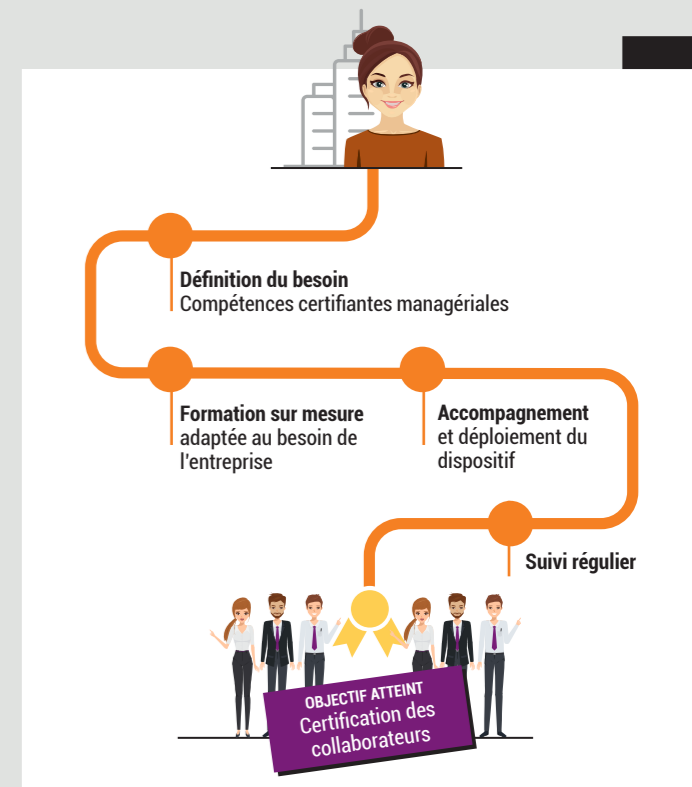 Définition du besoin
Compétences certifiantes managériales
Formation sur mesure
adaptée au besoin de
l'entreprise
Accompagnement
et déploiement du
dispositif
Suivi régulier
OBJECTIF ATTEINT
Certification des
collaborateurs